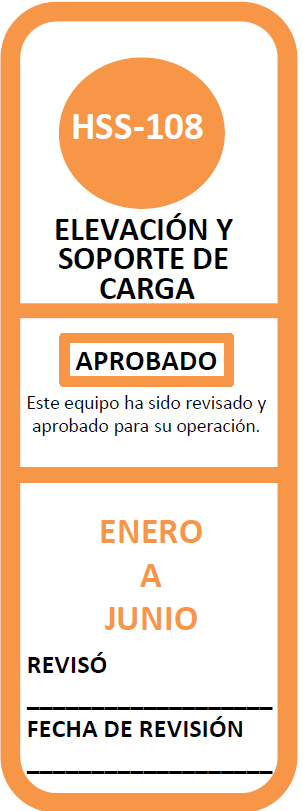 HSS-108
ELEVACIÓN Y
SOPORTE DE
CARGA
APROBADO
Este equipo ha sido revisado y
aprobado para su operación.
ENERO
A
JUNIO
REVISÓ
FECHA DE REVISIÓN